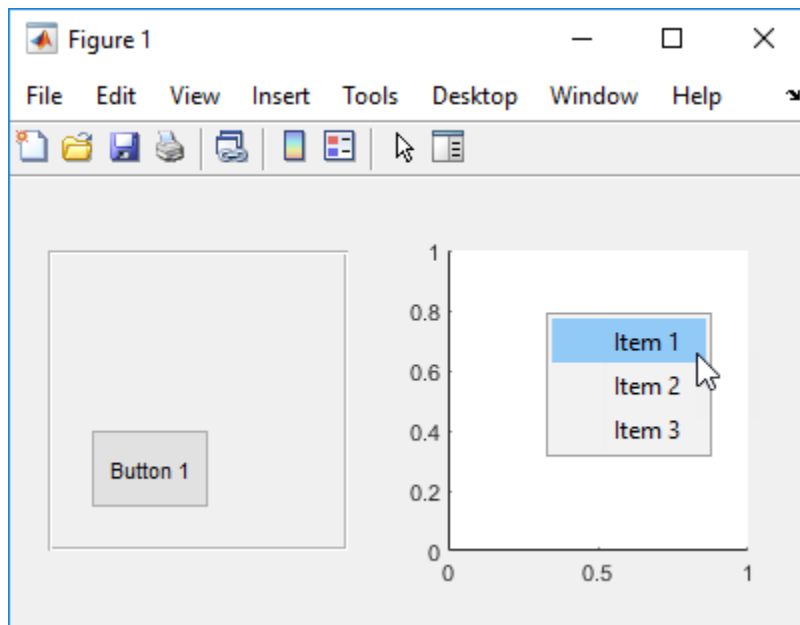 Figure 1
File Edit View Insert Tools Desktop Window Help
Button 1
1
0.8
0.6
0.4
0.2
0
0 0.5 1
Item 1
Item 2
Item 3